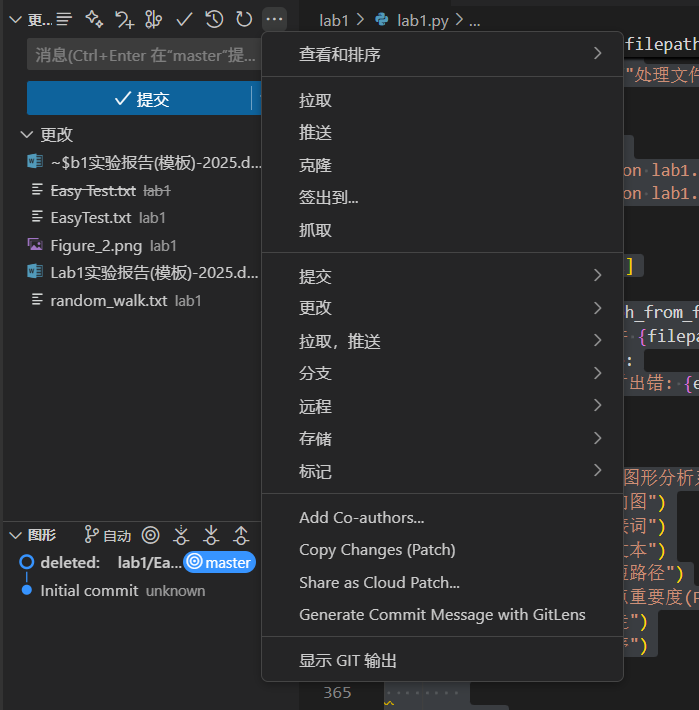 更...
消息(Ctrl+Enter 在"master"提...
提交
更改
~$b1实验报告(模板)-2025.d...
Easy Test.txt lab1
EasyTest.txt lab1
Figure_2.png lab1
Lab1实验报告(模板)-2025.d...
random_walk.txt lab1
图形
自动
deleted: lab1/Ea... master
Initial commit unknown
查看和排序
拉取
推送
克隆
签出到...
抓取
提交
更改
拉取，推送
分支
远程
存储
标记
Add Co-authors...
Copy Changes (Patch)
Share as Cloud Patch...
Generate Commit Message with GitLens
显示 GIT 输出
lab1 > lab1.py > ...
filepath
"处理文件
on lab1.
on lab1.
]
h_from_f
{filepa
:
出错: {e
图形分析
向图")
接词")
文本")
短路径")
重要度(P
")
")
365